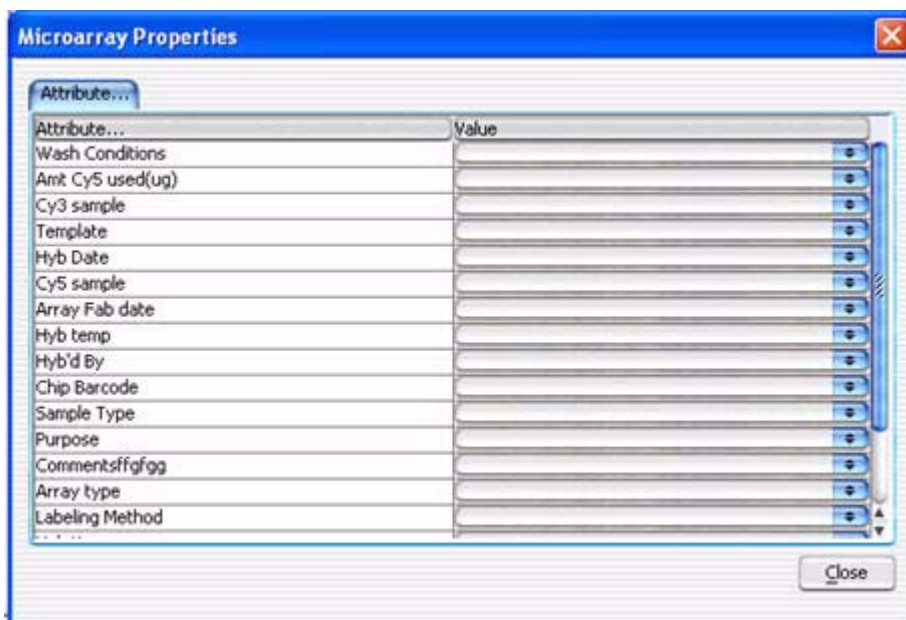 Microarray Properties
Attribute...
Attribute... Value
Wash Conditions
Amt Cy5 used(ug)
Cy3 sample
Template
Hyb Date
Cy5 sample
Array Fab date
Hyb temp
Hyb'd By
Chip Barcode
Sample Type
Purpose
Commentsffgfgg
Array type
Labeling Method
Close